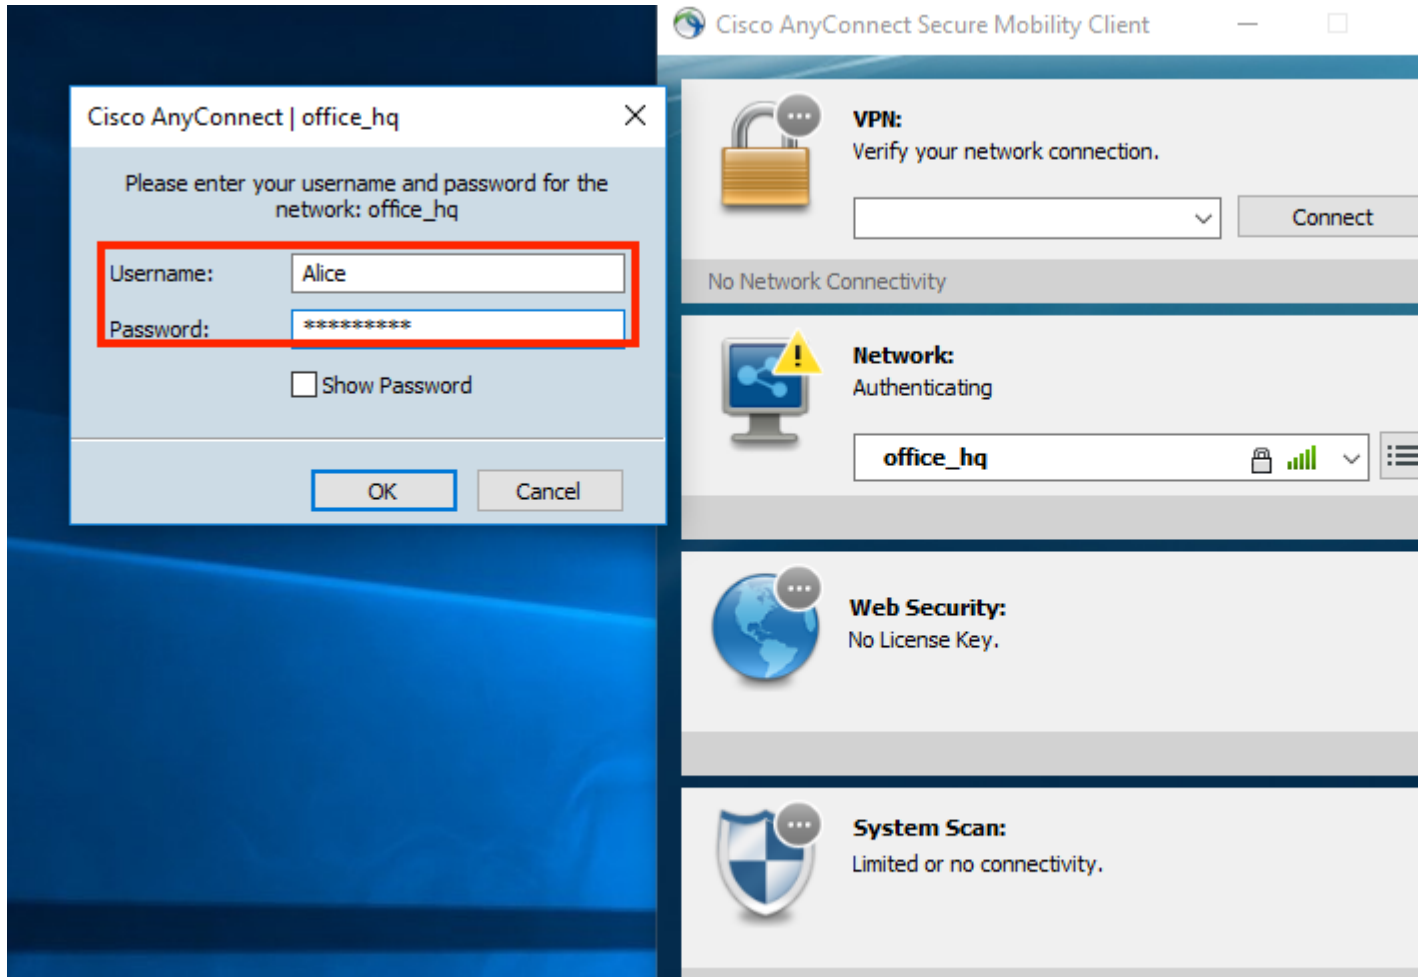 Cisco AnyConnect Secure Mobility Client
Cisco AnyConnect | office_hq
Please enter your username and password for the
network: office_hq
Username: Alice
Password: *********
Show Password
OK Cancel
VPN:
Verify your network connection.
Connect
No Network Connectivity
Network:
Authenticating
office_hq
Web Security:
No License Key.
System Scan:
Limited or no connectivity.